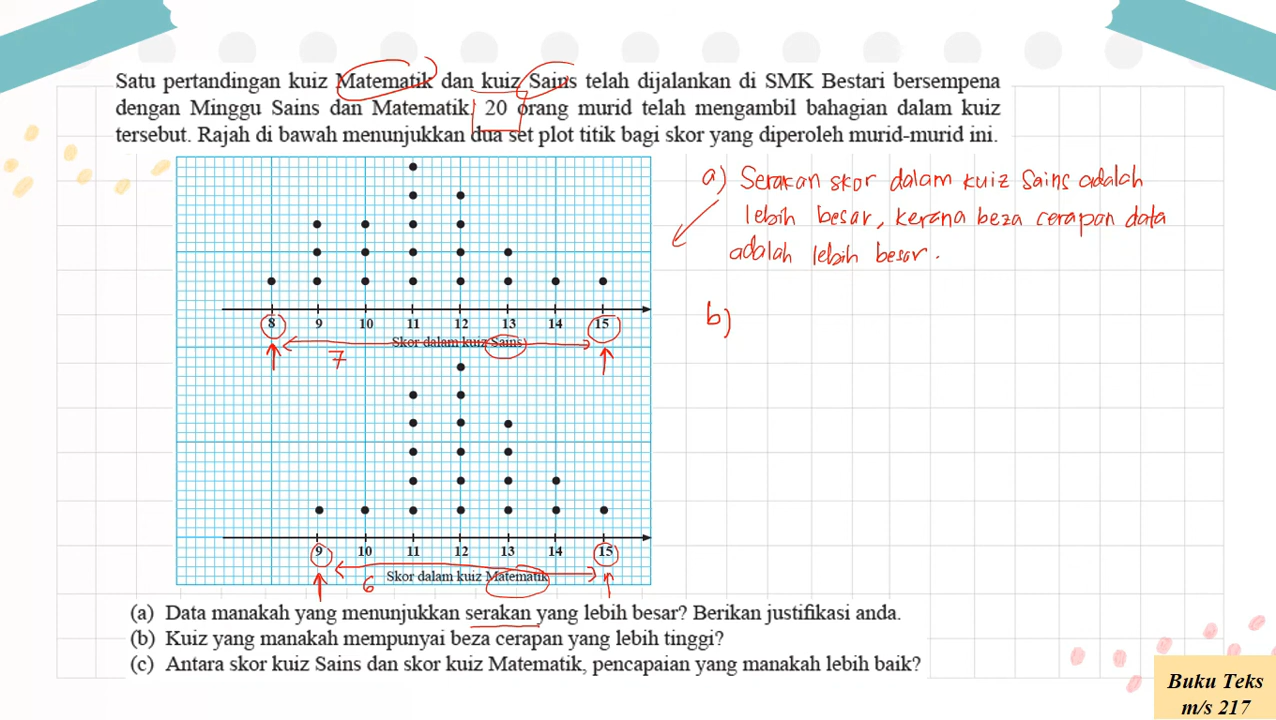 Satu pertandingan kuiz Matematik dan kuiz Sains telah dijalankan di SMK Bestari bersempena
dengan Minggu Sains dan Matematik 20 orang murid telah mengambil bahagian dalam kuiz
tersebut. Rajah di bawah menunjukkan dua set plot titik bagi skor yang diperoleh murid-murid ini.
a) Serakan skor dalam kuiz Sains adalah
lebih besar, kerana beza cerapan data
adalah lebih besar.
b)
8 9 10 11 12 13 14 15
Skor dalam kuiz Sains
7
9 10 11 12 13 14 15
Skor dalam kuiz Matematik
6
(a) Data manakah yang menunjukkan serakan yang lebih besar? Berikan justifikasi anda.
(b) Kuiz yang manakah mempunyai beza cerapan yang lebih tinggi?
(c) Antara skor kuiz Sains dan skor kuiz Matematik, pencapaian yang manakah lebih baik?
Buku Teks
m/s 217